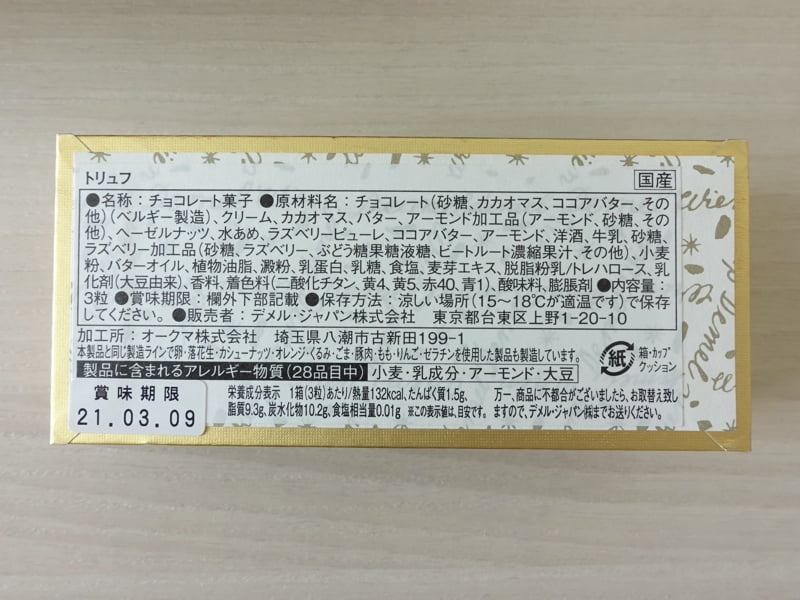 トリュフ
国産
●名称：チョコレート菓子 ●原材料名：チョコレート（砂糖、カカオマス、ココアバター、その
他）（ベルギー製造）、クリーム、カカオマス、バター、アーモンド加工品（アーモンド、砂糖、その
他）、ヘーゼルナッツ、水あめ、ラズベリーピューレ、ココアバター、アーモンド、洋酒、牛乳、砂糖、
ラズベリー加工品（砂糖、ラズベリー、ぶどう糖果糖液糖、ビートルート濃縮果汁、その他）、小麦
粉、バターオイル、植物油脂、澱粉、乳蛋白、乳糖、食塩、麦芽エキス、脱脂粉乳/トレハロース、乳
化剤（大豆由来）、香料、着色料（二酸化チタン、黄4、黄5、赤40、青1）、酸味料、膨脹剤 ●内容量：
3粒 ●賞味期限：欄外下部記載 ●保存方法：涼しい場所（15〜18℃が適温です）で保存
してください。●販売者：デメル・ジャパン株式会社　東京都台東区上野1-20-10
加工所：オークマ株式会社　埼玉県八潮市古新田199-1
本製品と同じ製造ラインで卵・落花生・カシューナッツ・オレンジ・くるみ・ごま・豚肉・もも・りんご・ゼラチンを使用した製品も製造しています。
紙
箱・カップ
クッション
製品に含まれるアレルギー物質（28品目中） 小麦・乳成分・アーモンド・大豆
賞味期限
21.03.09
栄養成分表示　1箱（3粒）あたり/熱量132kcal、たんぱく質1.5g、
脂質9.3g、炭水化物10.2g、食塩相当量0.01g　※この表示値は、目安です。
万一、商品に不都合がございましたら、お取替え致し
ますので、デメル・ジャパン㈱までお送りください。
Demel